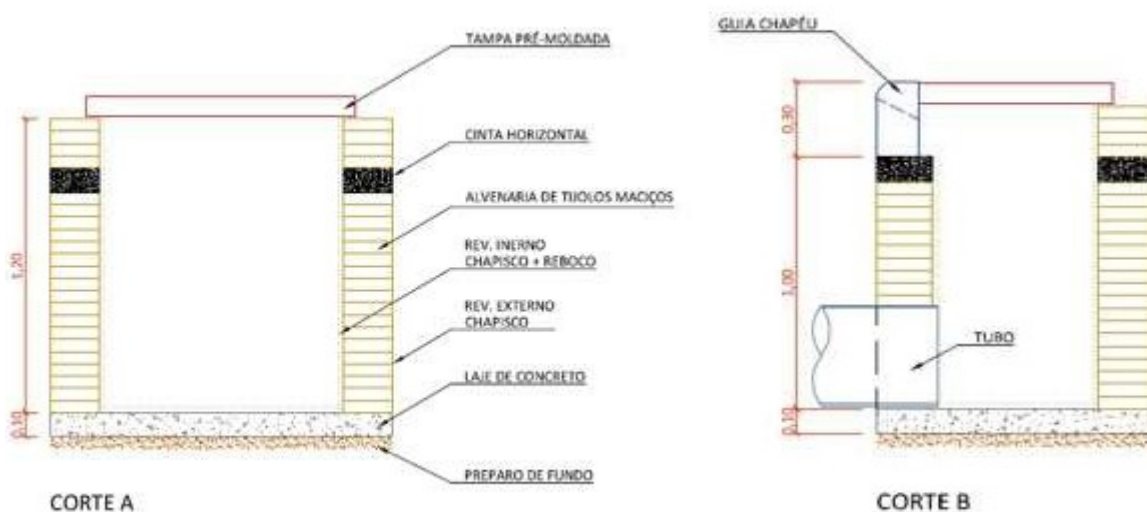 TAMPA PRÉ-MOLDADA
CINTA HORIZONTAL
ALVENARIA DE TIJOLOS MACIÇOS
REV. INERNO
CHAPISCO + REBOCO
REV. EXTERNO
CHAPISCO
LAJE DE CONCRETO
PREPARO DE FUNDO
1,20
0,10
CORTE A
GUIA CHAPÉU
0,30
1,00
0,10
TUBO
CORTE B